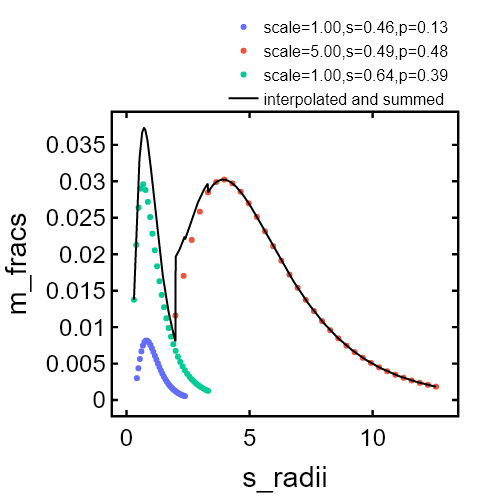 scale=1.00,s=0.46,p=0.13
scale=5.00,s=0.49,p=0.48
scale=1.00,s=0.64,p=0.39
interpolated and summed
0.035
0.03
0.025
0.02
0.015
0.01
0.005
0
m_fracs
0 5 10
s_radii